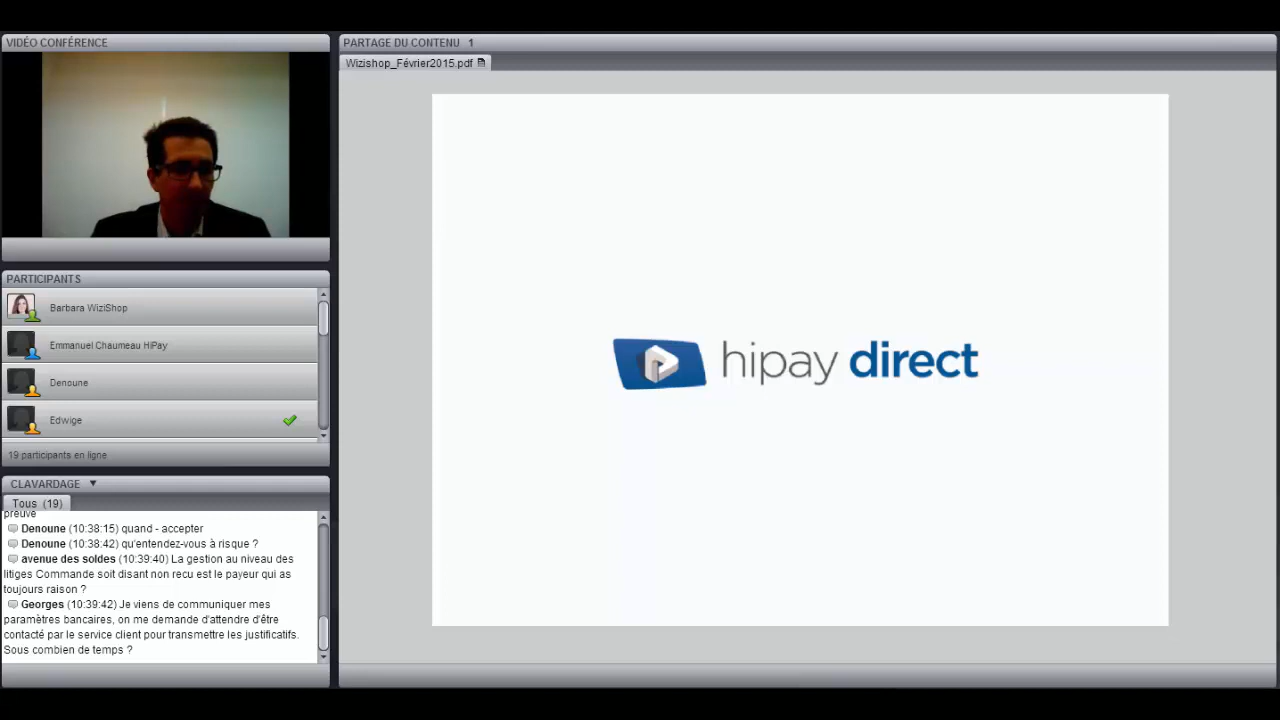 VIDÉO CONFÉRENCE
PARTICIPANTS
Barbara WiziShop
Emmanuel Chaumeau HiPay
Denoune
Edwige
19 participants en ligne
CLAVARDAGE
Tous (19)
preuve
Denoune (10:38:15) quand - accepter
Denoune (10:38:42) qu'entendez-vous à risque ?
avenue des soldes (10:39:40) La gestion au niveau des
litiges Commande soit disant non recu est le payeur qui as
toujours raison ?
Georges (10:39:42) Je viens de communiquer mes
paramètres bancaires, on me demande d'attendre d'être
contacté par le service client pour transmettre les justificatifs.
Sous combien de temps ?
PARTAGE DU CONTENU 1
Wizishop_Février2015.pdf
hipay direct